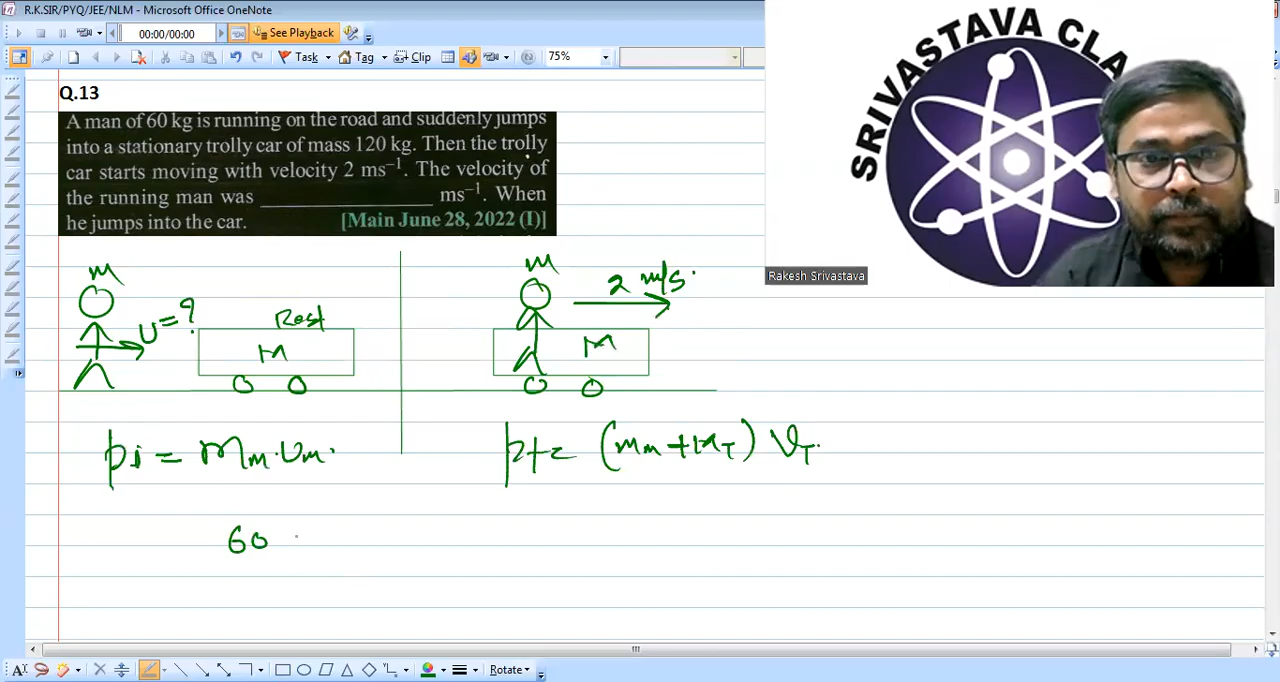 R.K.SIR/PYQ/JEE/NLM - Microsoft Office OneNote
00:00/00:00 See Playback
Task Tag Clip 75%
SRIVASTAVA CLA
Rakesh Srivastava
Q.13
A man of 60 kg is running on the road and suddenly jumps
into a stationary trolly car of mass 120 kg. Then the trolly
car starts moving with velocity 2 ms⁻¹. The velocity of
the running man was ________ ms⁻¹. When
he jumps into the car. [Main June 28, 2022 (I)]
m
U=?
Rest
M
m
2 m/s.
M
pi = Mm.Um.
pf= (mm+mT) VT.
60
Rotate